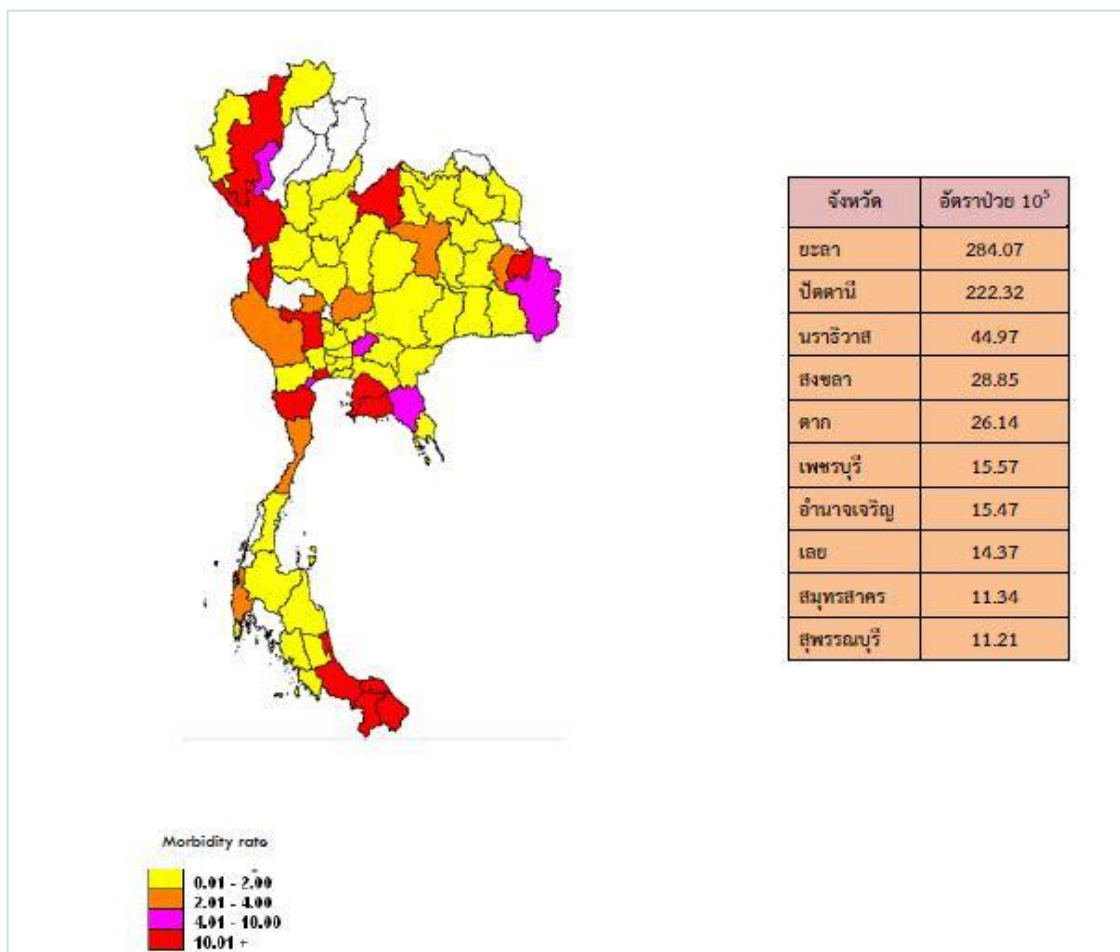 จังหวัด อัตราป่วย 10⁵
ยะลา 284.07
ปัตตานี 222.32
นราธิวาส 44.97
สงขลา 28.85
ตาก 26.14
เพชรบุรี 15.57
อำนาจเจริญ 15.47
เลย 14.37
สมุทรสาคร 11.34
สุพรรณบุรี 11.21
Morbidity rate
0.01 - 2.00
2.01 - 4.00
4.01 - 10.00
10.01 +